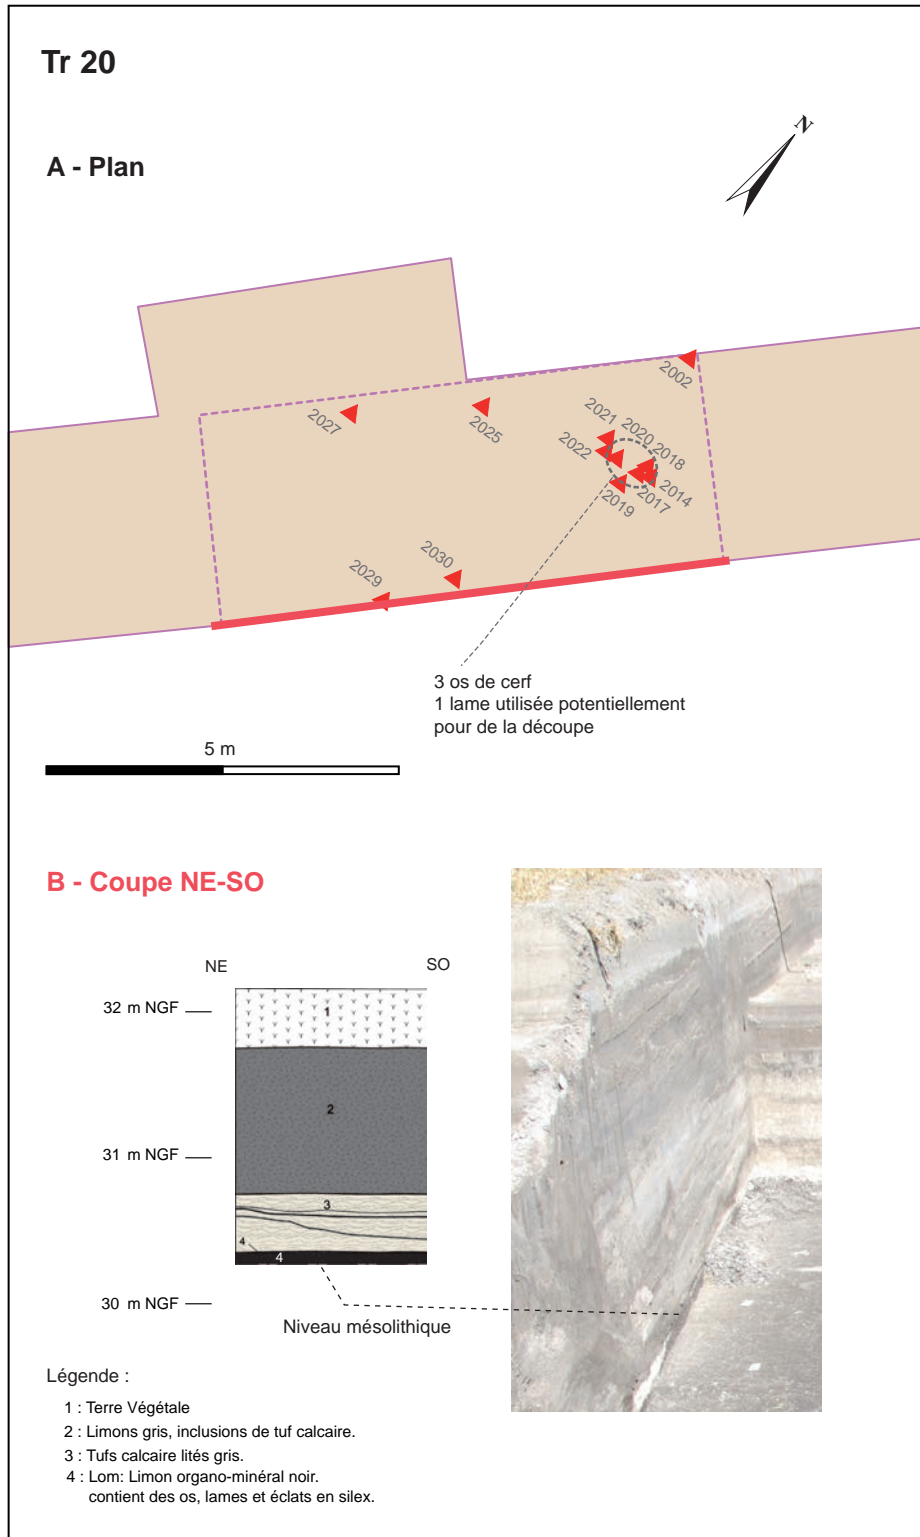 Tr 20
N
A - Plan
2002
2021
2020
2027
2025
2022
2018
2014
2017
2019
2030
2029
3 os de cerf
1 lame utilisée potentiellement
pour de la découpe
5 m
B - Coupe NE-SO
NE
SO
32 m NGF
1
2
31 m NGF
3
4
4
30 m NGF
Niveau mésolithique
Légende :
1 : Terre Végétale
2 : Limons gris, inclusions de tuf calcaire.
3 : Tufs calcaire lités gris.
4 : Lom: Limon organo-minéral noir.
contient des os, lames et éclats en silex.